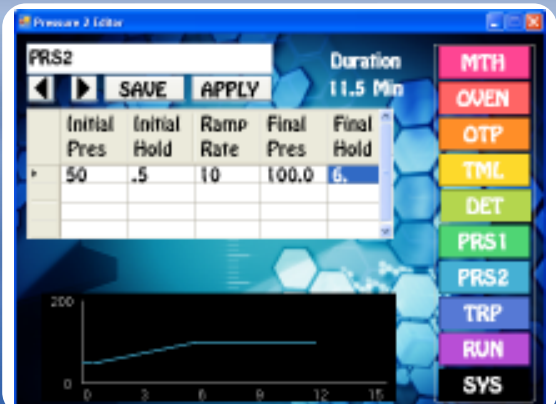 Pressure 2 Editor
PRS2
Duration
11.5 Min
SAVE APPLY
Initial Pres Initial Hold Ramp Rate Final Pres Final Hold
50 .5 10 100.0 6.
200
0
0 3 6 9 12 15
MTH
OVEN
OTP
TML
DET
PRS1
PRS2
TRP
RUN
SYS